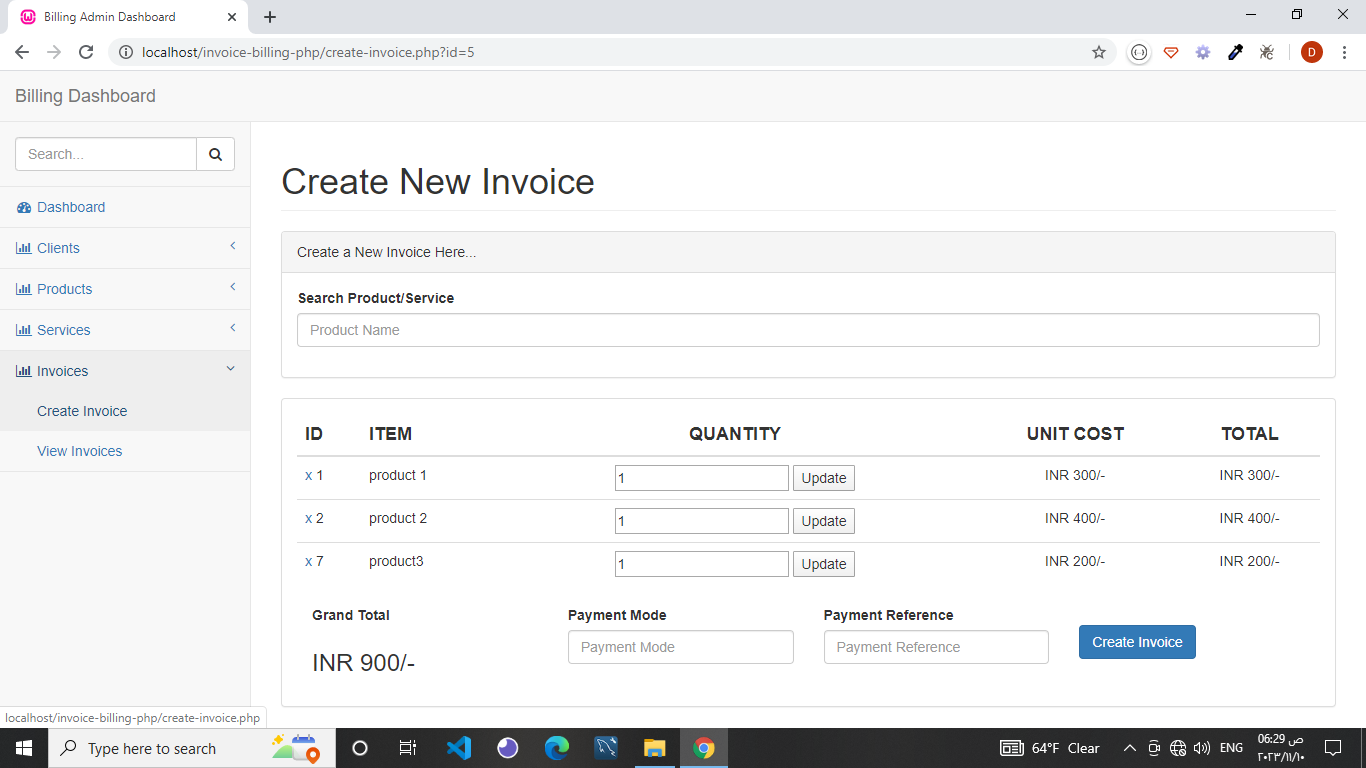 Billing Admin Dashboard
localhost/invoice-billing-php/create-invoice.php?id=5
D
Billing Dashboard
Search...
Dashboard
Clients
Products
Services
Invoices
Create Invoice
View Invoices
Create New Invoice
Create a New Invoice Here...
Search Product/Service
Product Name
ID ITEM QUANTITY UNIT COST TOTAL
x 1 product 1 1 Update INR 300/- INR 300/-
x 2 product 2 1 Update INR 400/- INR 400/-
x 7 product3 1 Update INR 200/- INR 200/-
Grand Total Payment Mode Payment Reference
INR 900/- Payment Mode Payment Reference Create Invoice
localhost/invoice-billing-php/create-invoice.php
Type here to search
64°F Clear
ENG
06:29 ص
٢٠٢٣/١١/١٠